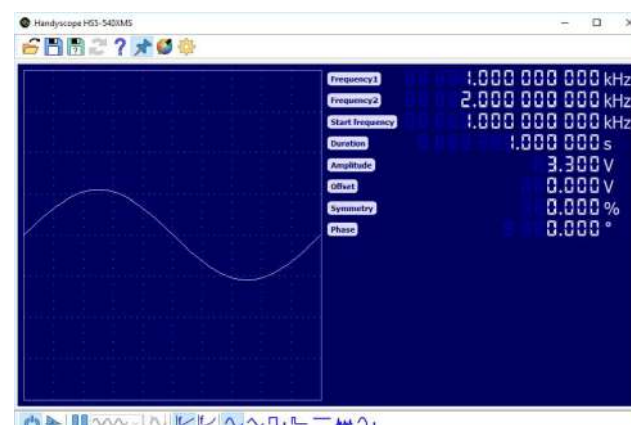 Handyscope HS5-540XMS
Frequency1 1.000 000 000 kHz
Frequency2 2.000 000 000 kHz
Start frequency 1.000 000 000 kHz
Duration 1.000 000 s
Amplitude 3.300 V
Offset 0.000 V
Symmetry 0.000 %
Phase 0.000 °